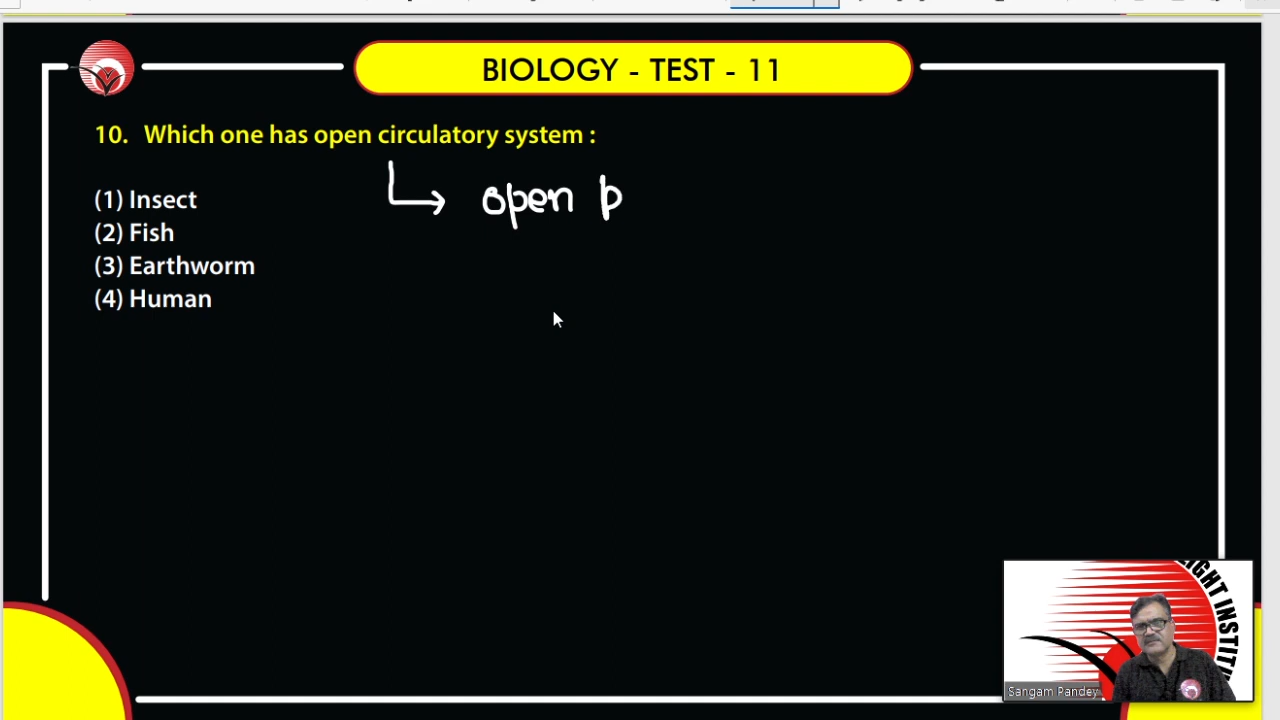 BIOLOGY - TEST - 11
10. Which one has open circulatory system :
(1) Insect
open p
(2) Fish
(3) Earthworm
(4) Human
Sangam Pandey